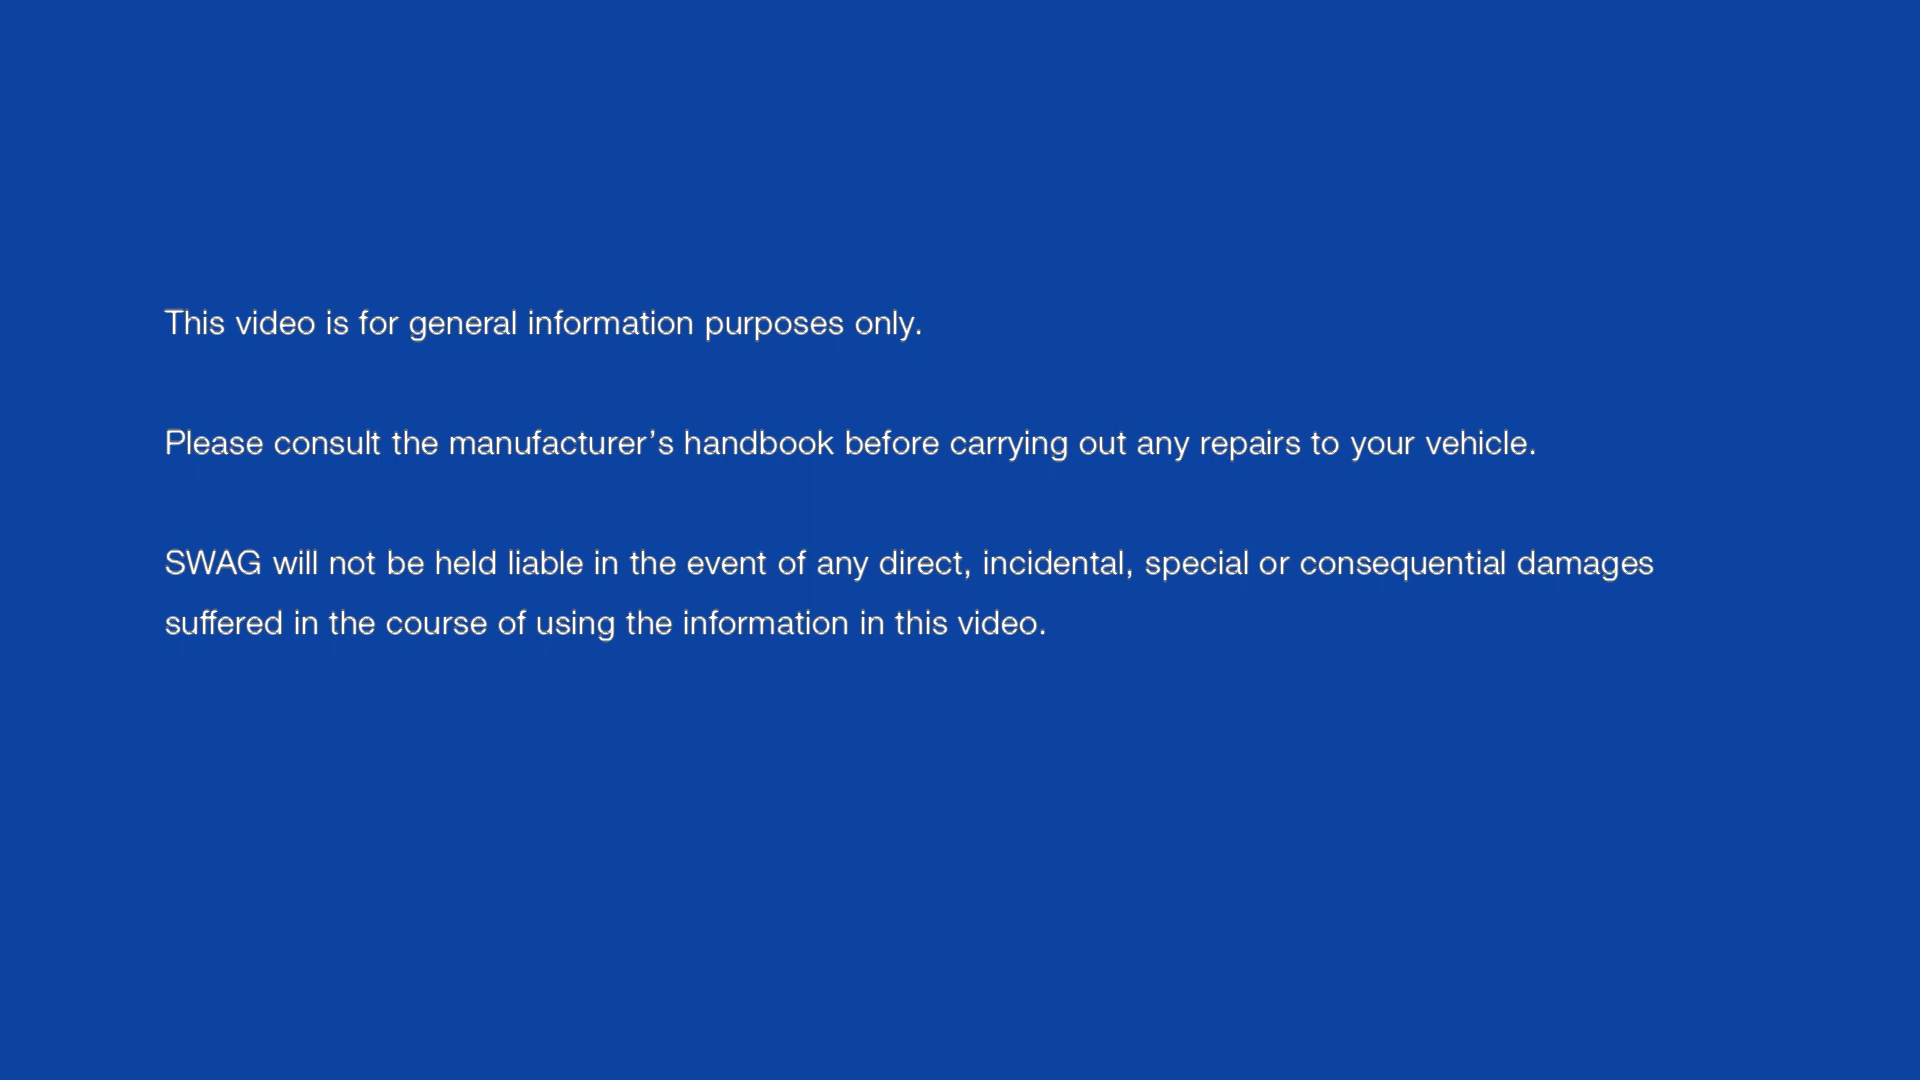 This video is for general information purposes only.
Please consult the manufacturer’s handbook before carrying out any repairs to your vehicle.
SWAG will not be held liable in the event of any direct, incidental, special or consequential damages
suffered in the course of using the information in this video.